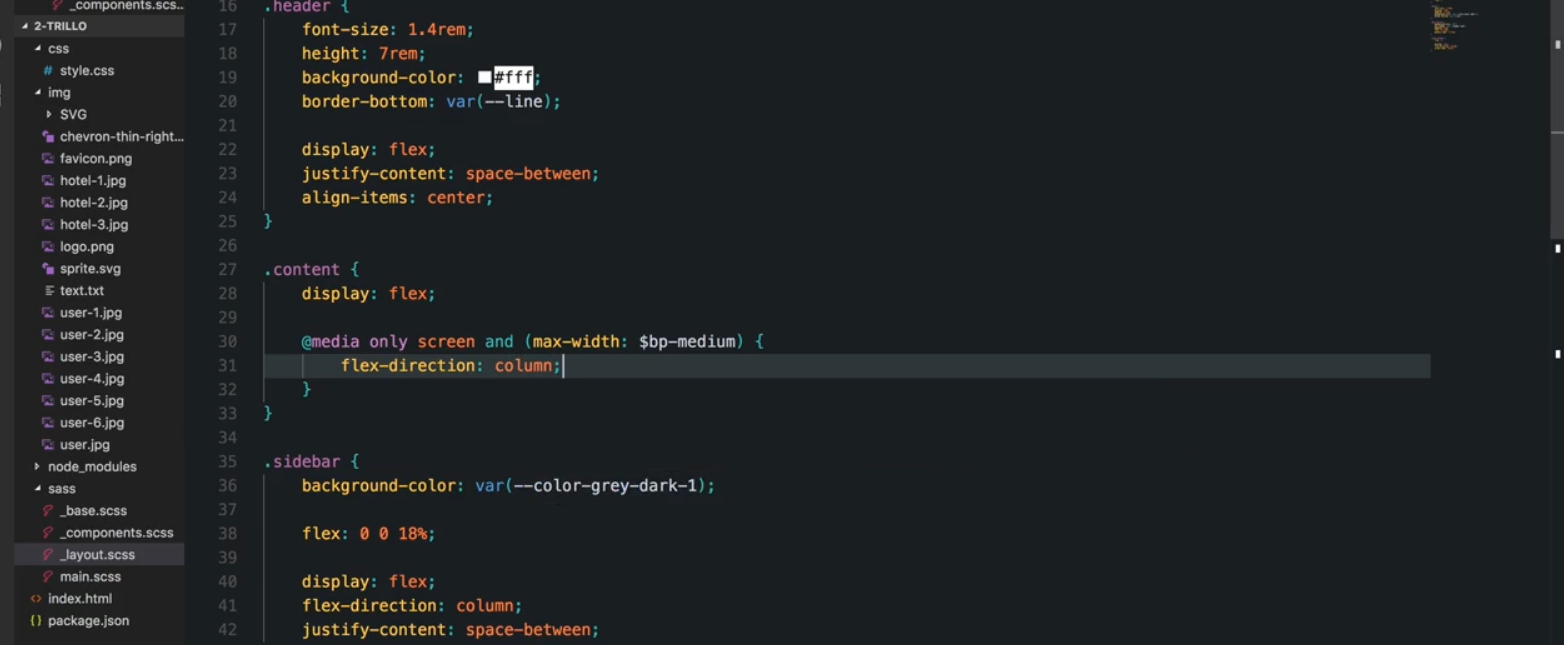 _components.scs...
2-TRILLO
css
# style.css
img
SVG
chevron-thin-right...
favicon.png
hotel-1.jpg
hotel-2.jpg
hotel-3.jpg
logo.png
sprite.svg
text.txt
user-1.jpg
user-2.jpg
user-3.jpg
user-4.jpg
user-5.jpg
user-6.jpg
user.jpg
node_modules
sass
_base.scss
_components.scss
_layout.scss
main.scss
<> index.html
{} package.json
16 .header {
17 font-size: 1.4rem;
18 height: 7rem;
19 background-color: #fff;
20 border-bottom: var(--line);
21
22 display: flex;
23 justify-content: space-between;
24 align-items: center;
25 }
26
27 .content {
28 display: flex;
29
30 @media only screen and (max-width: $bp-medium) {
31 flex-direction: column;
32 }
33 }
34
35 .sidebar {
36 background-color: var(--color-grey-dark-1);
37
38 flex: 0 0 18%;
39
40 display: flex;
41 flex-direction: column;
42 justify-content: space-between;